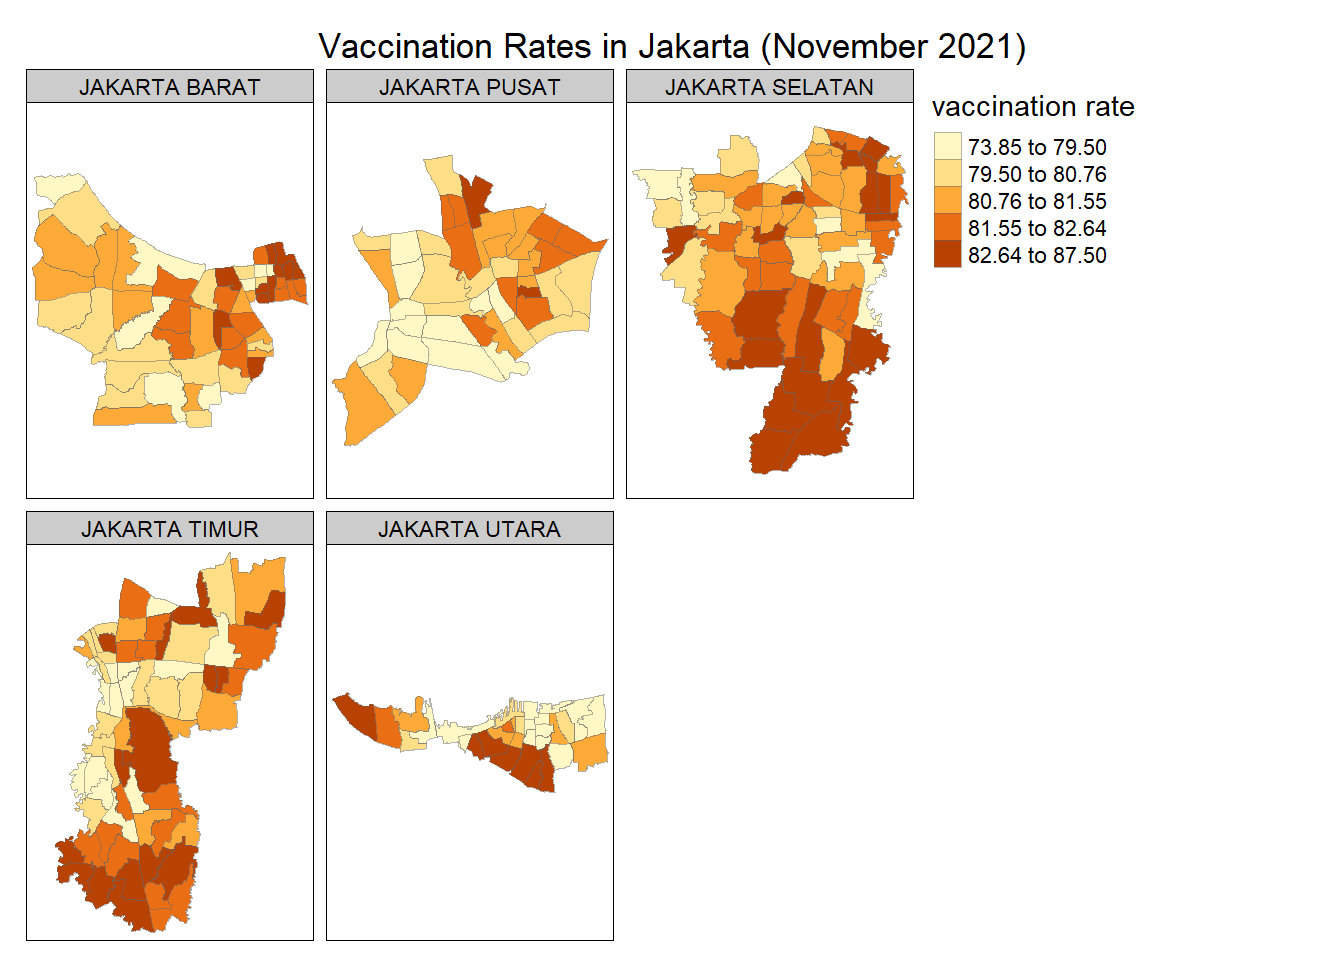 Vaccination Rates in Jakarta (November 2021)
JAKARTA BARAT
JAKARTA PUSAT
JAKARTA SELATAN
vaccination rate
73.85 to 79.50
79.50 to 80.76
80.76 to 81.55
81.55 to 82.64
82.64 to 87.50
JAKARTA TIMUR
JAKARTA UTARA